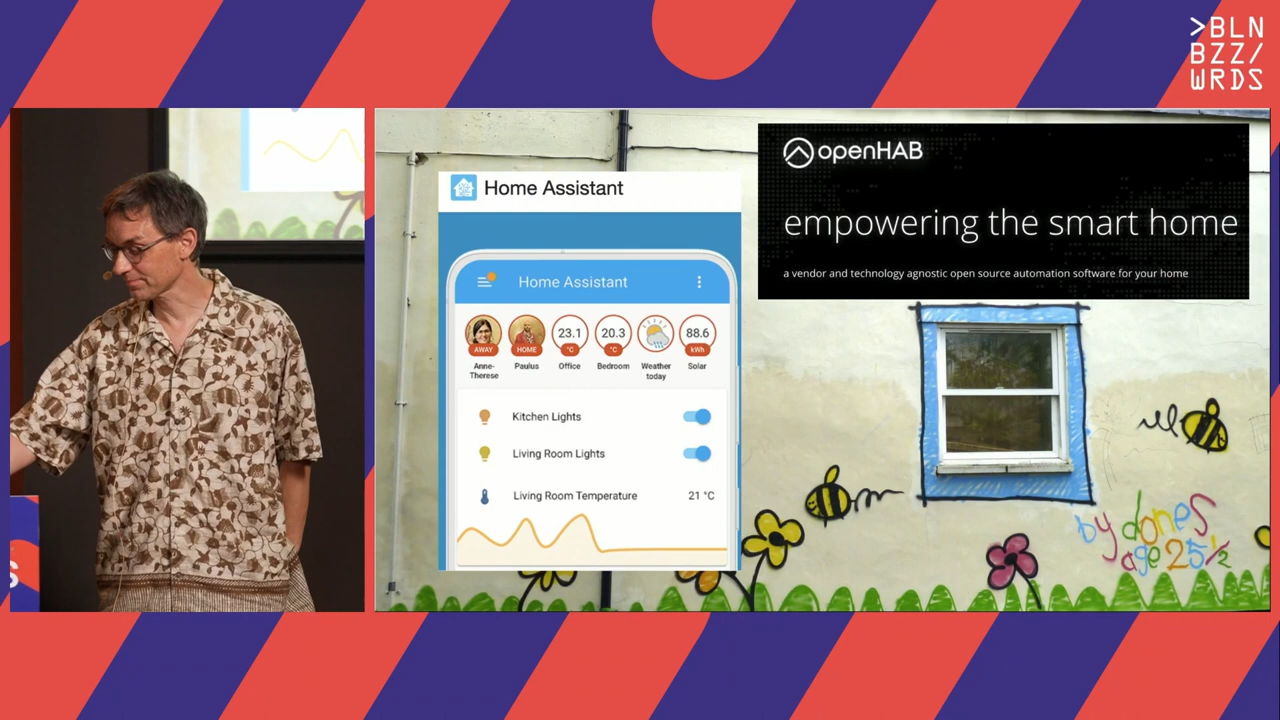 >BLN
BZZ/
WRDS
S
Home Assistant
Home Assistant
AWAY
HOME
23.1
°C
20.3
°C
88.6
kWh
Anne-
Therese
Paulus
Office
Bedroom
Weather
today
Solar
Kitchen Lights
Living Room Lights
Living Room Temperature
21 °C
openHAB
empowering the smart home
a vendor and technology agnostic open source automation software for your home
by dones
age 25½